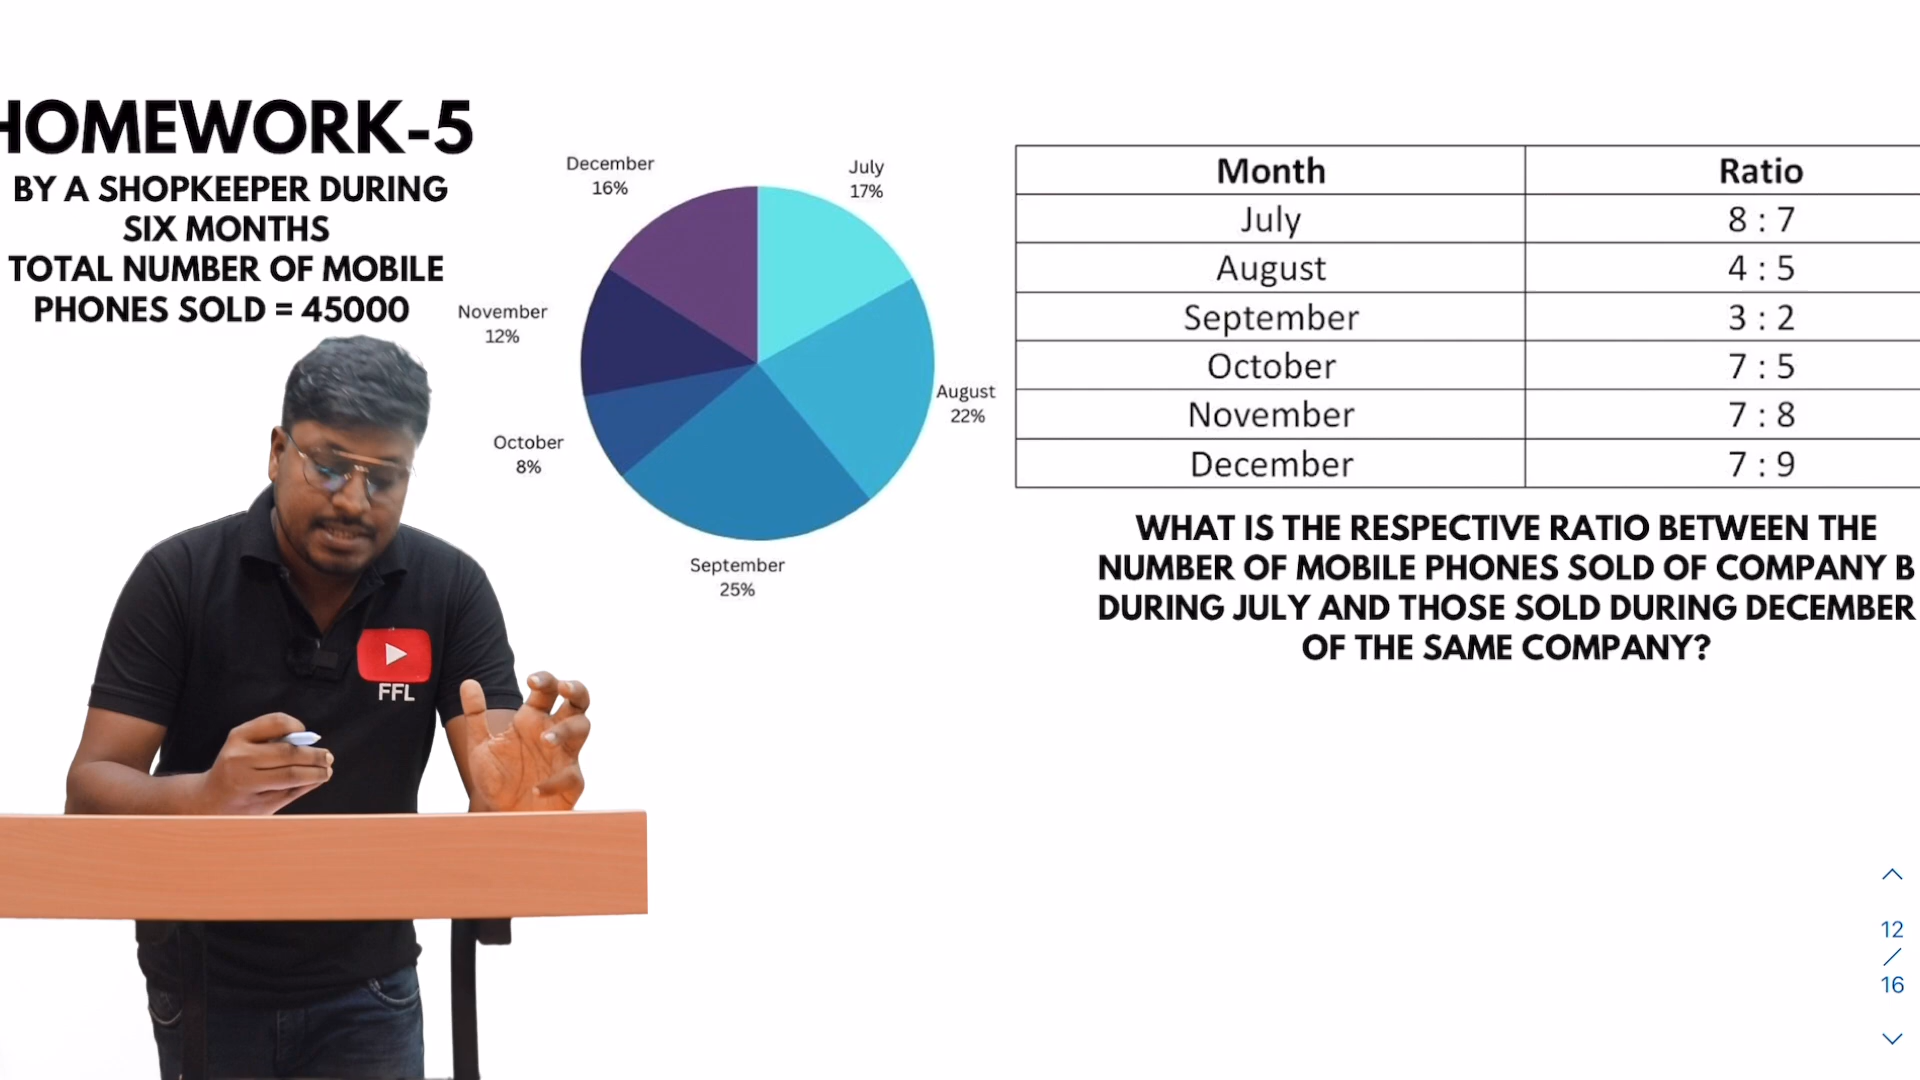 HOMEWORK-5
BY A SHOPKEEPER DURING
SIX MONTHS
TOTAL NUMBER OF MOBILE
PHONES SOLD = 45000
December
16%
July
17%
November
12%
August
22%
October
8%
September
25%
Month Ratio
July 8 : 7
August 4 : 5
September 3 : 2
October 7 : 5
November 7 : 8
December 7 : 9
WHAT IS THE RESPECTIVE RATIO BETWEEN THE
NUMBER OF MOBILE PHONES SOLD OF COMPANY B
DURING JULY AND THOSE SOLD DURING DECEMBER
OF THE SAME COMPANY?
FFL
12
/
16